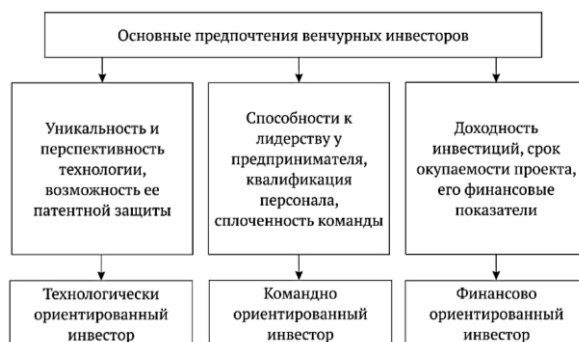 Основные предпочтения венчурных инвесторов
Уникальность и
перспективность
технологии,
возможность ее
патентной защиты
Способности к
лидерству у
предпринимателя,
квалификация
персонала,
сплоченность команды
Доходность
инвестиций, срок
окупаемости проекта,
его финансовые
показатели
Технологически
ориентированный
инвестор
Командно
ориентированный
инвестор
Финансово
ориентированный
инвестор